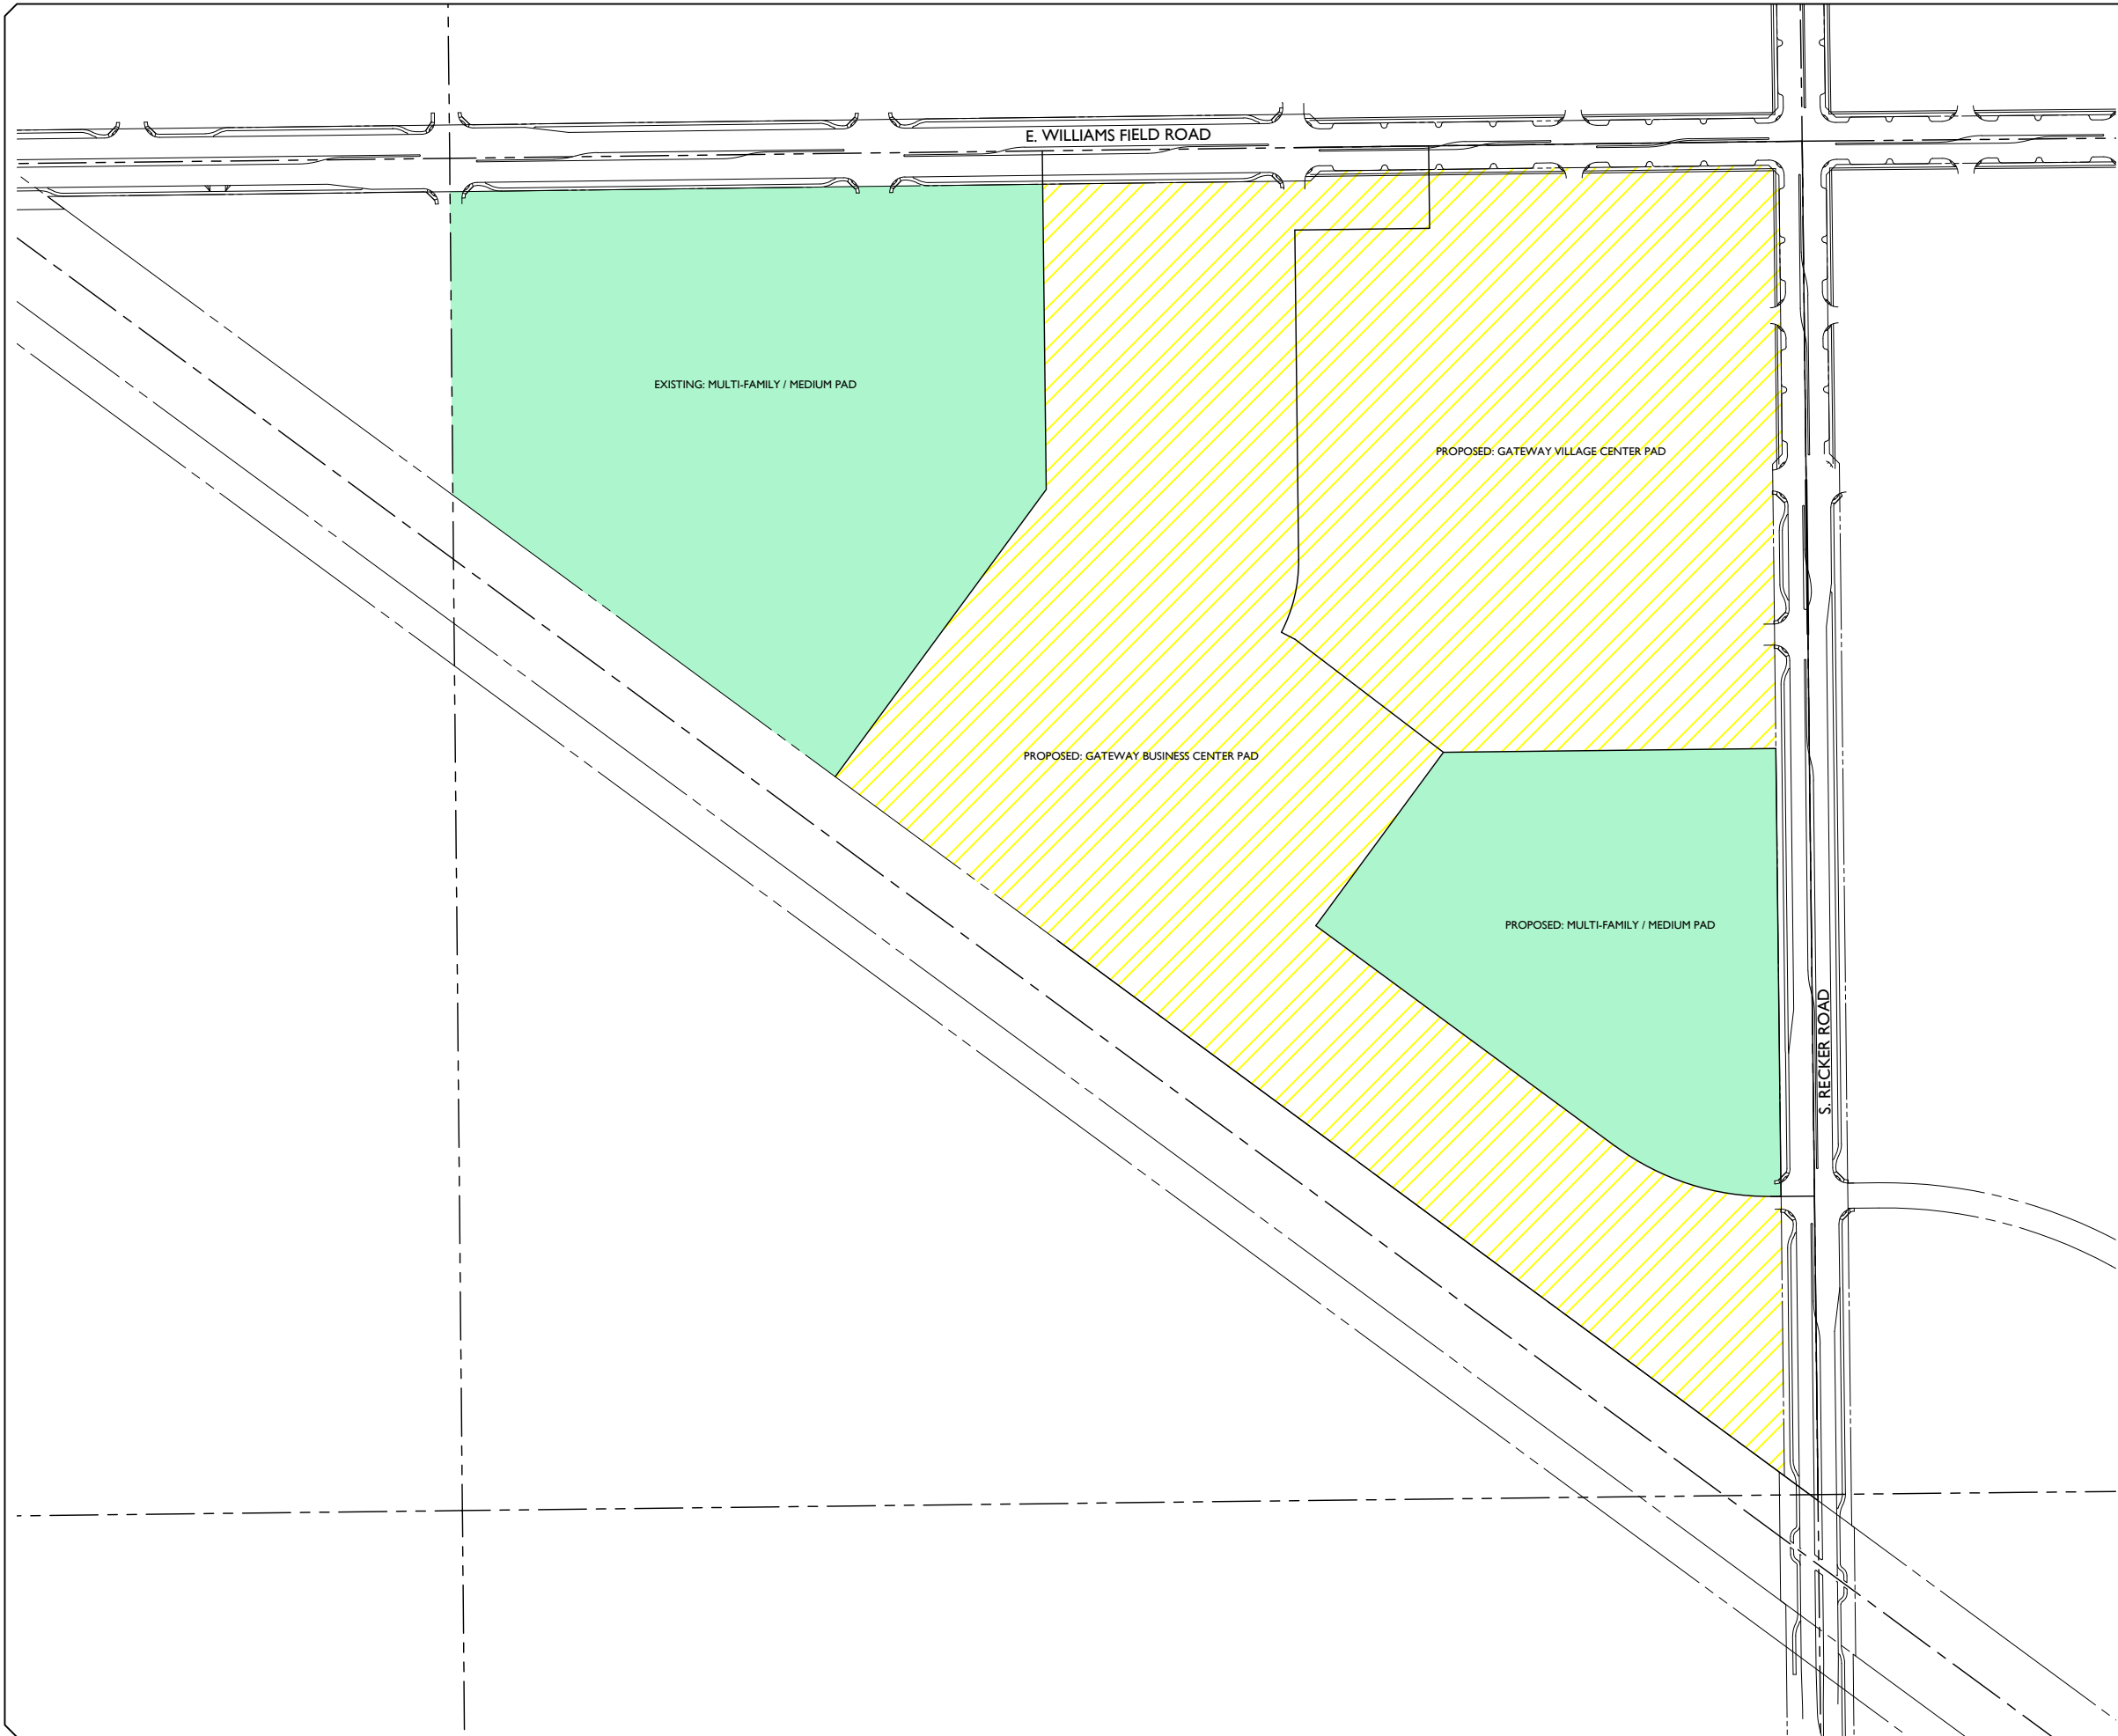 E. WILLIAMS FIELD ROAD
EXISTING: MULTI-FAMILY / MEDIUM PAD
PROPOSED: GATEWAY VILLAGE CENTER PAD
PROPOSED: GATEWAY BUSINESS CENTER PAD
PROPOSED: MULTI-FAMILY / MEDIUM PAD
S. RECKER ROAD